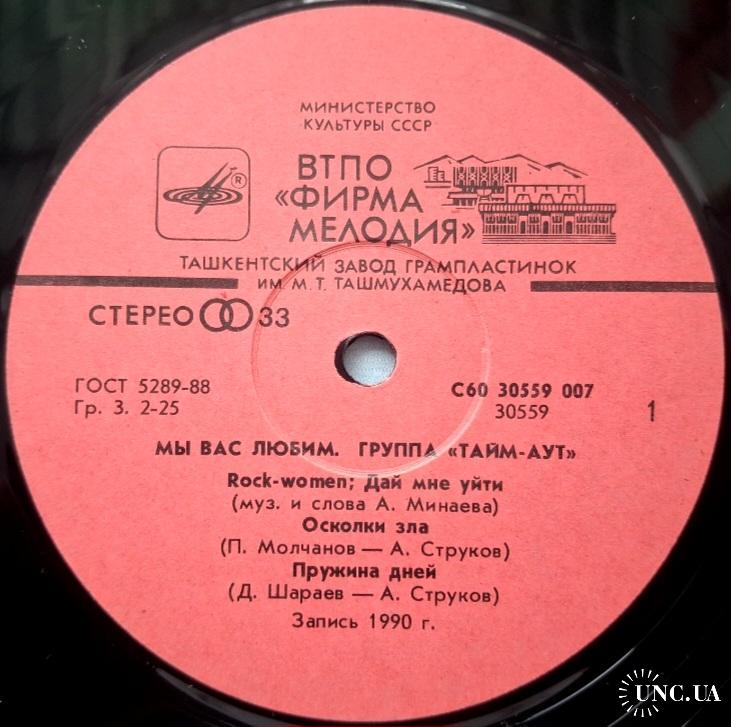 МИНИСТЕРСТВО
КУЛЬТУРЫ СССР
ВТПО
«ФИРМА
МЕЛОДИЯ»
ТАШКЕНТСКИЙ ЗАВОД ГРАМПЛАСТИНОК
ИМ. М. Т. ТАШМУХАМЕДОВА
СТЕРЕО 33
ГОСТ 5289-88
Гр. 3. 2-25
С60 30559 007
30559
1
МЫ ВАС ЛЮБИМ. ГРУППА «ТАЙМ-АУТ»
Rock-women; Дай мне уйти
(муз. и слова А. Минаева)
Осколки зла
(П. Молчанов — А. Струков)
Пружина дней
(Д. Шараев — А. Струков)
Запись 1990 г.
UNC.UA